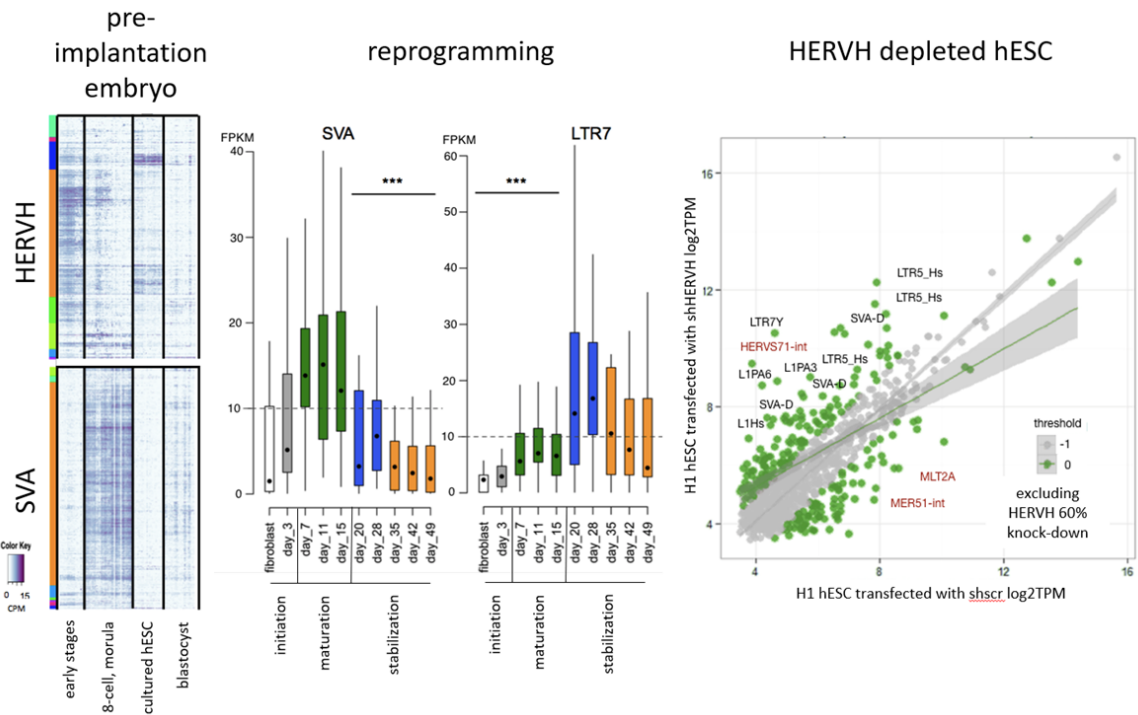 pre-
implantation
embryo
reprogramming
HERVH depleted hESC
HERVH
SVA
Color Key
0 15
CPM
early stages
8-cell, morula
cultured hESC
blastocyst
FPKM
SVA
40
30
20
10
0
***
fibroblast
day_3
day_7
day_11
day_15
day_20
day_28
day_35
day_42
day_49
initiation
maturation
stabilization
FPKM
LTR7
60
50
40
30
20
10
0
***
fibroblast
day_3
day_7
day_11
day_15
day_20
day_28
day_35
day_42
day_49
initiation
maturation
stabilization
H1 hESC transfected with shHERVH log2TPM
16
12
8
4
LTR5_Hs
LTR5_Hs
LTR7Y
SVA-D
HERVS71-int
LTR5_Hs
L1PA6
L1PA3
SVA-D
SVA-D
L1Hs
MLT2A
MER51-int
threshold
-1
0
excluding
HERVH 60%
knock-down
4
8
12
16
H1 hESC transfected with shscr log2TPM